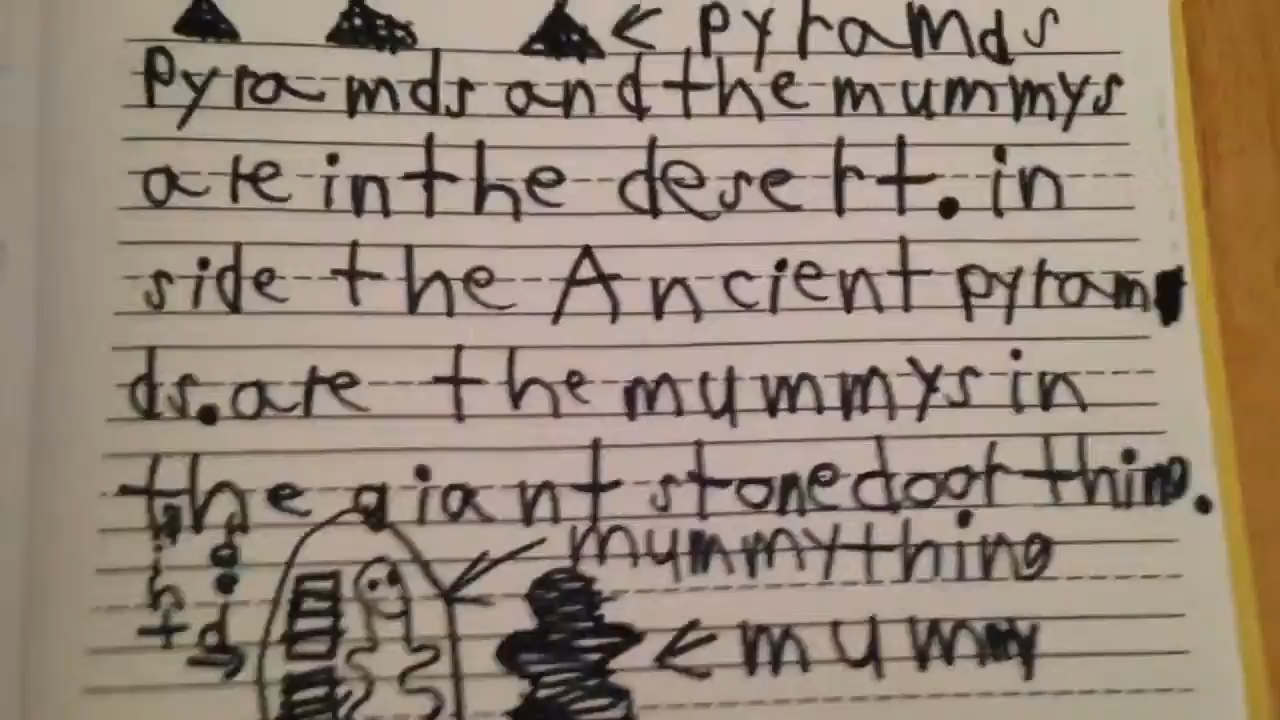 pyramds
Pyramds and the mummys
are in the desert. in
side the Ancient pyram
ds. are the mummys in
the giant stone door thing.
mummy thing
mummy